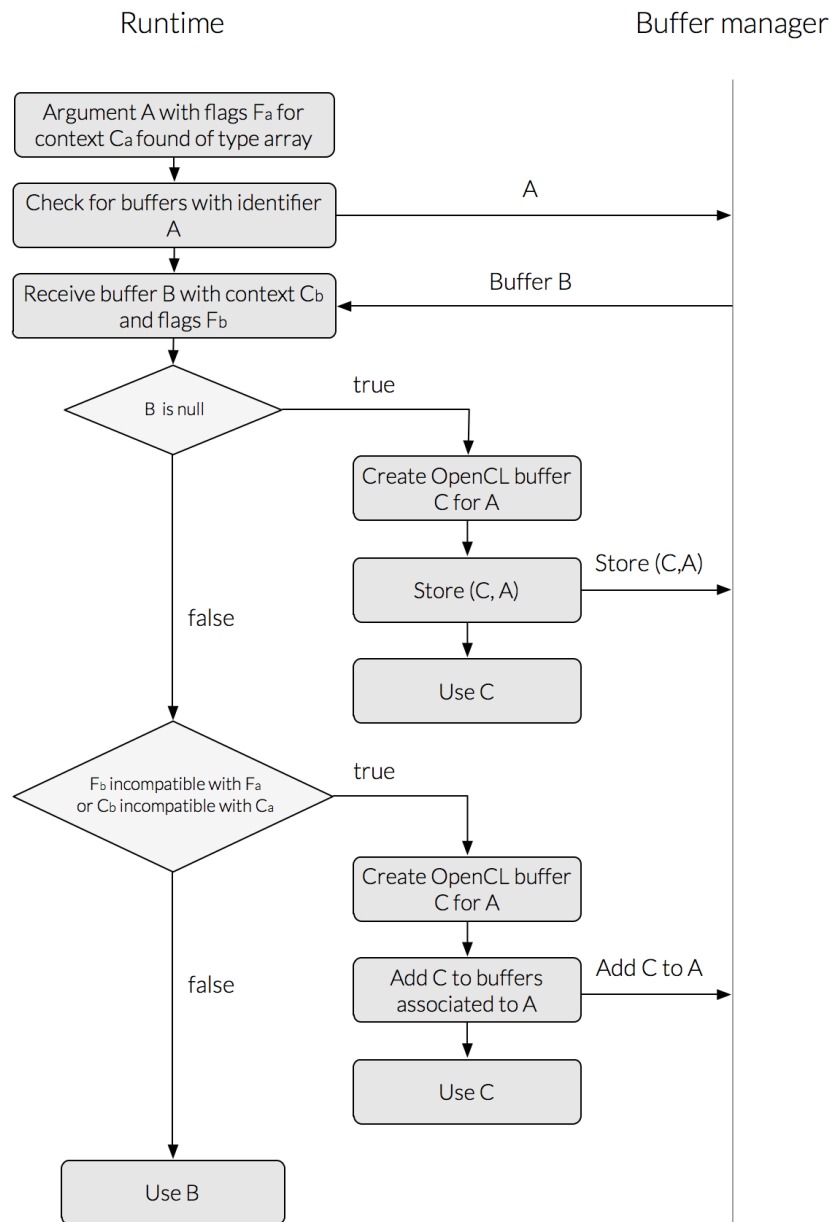 Runtime
Buffer manager
Argument A with flags Fa for
context Ca found of type array
Check for buffers with identifier
A
A
Receive buffer B with context Cb
and flags Fb
Buffer B
B is null
true
Create OpenCL buffer
C for A
Store (C, A)
Store (C,A)
false
Use C
Fb incompatible with Fa
or Cb incompatible with Ca
true
Create OpenCL buffer
C for A
false
Add C to buffers
associated to A
Add C to A
Use C
Use B